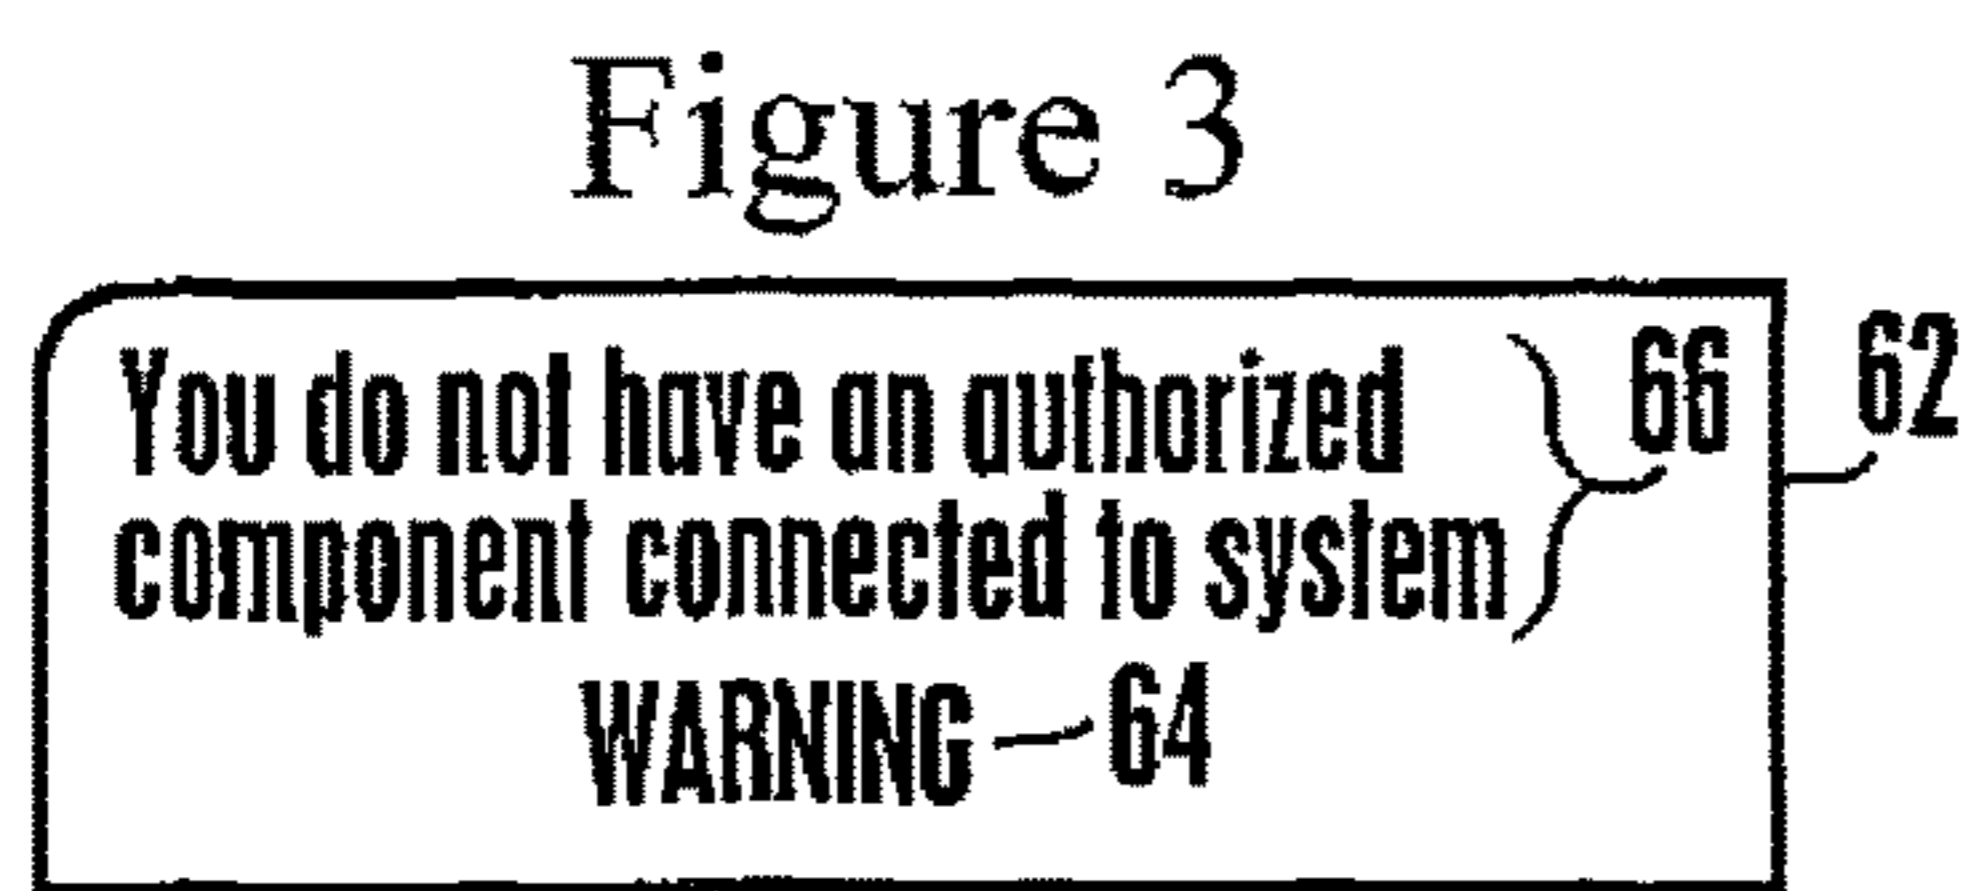 Figure 3
You do not have an authorized 66 62
component connected to system
WARNING 64